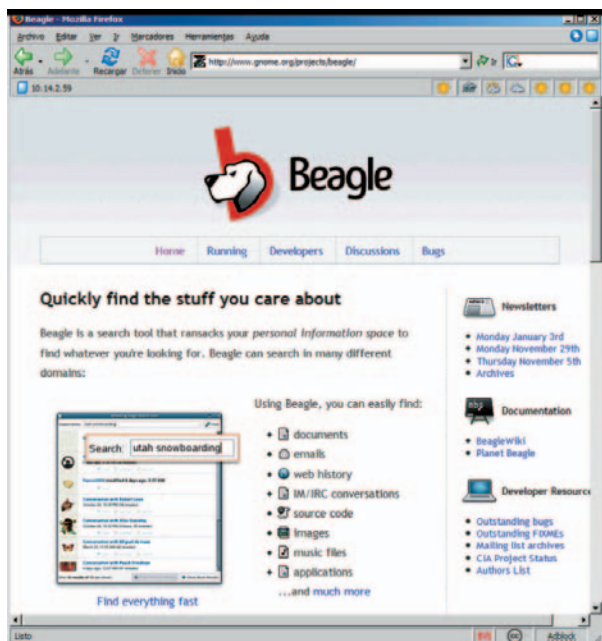 Beagle - Mozilla Firefox
Archivo Editar Ver Ir Marcadores Herramientas Ayuda
Atrás Adelante Recargar Detener Inicio
http://www.gnome.org/projects/beagle/
Ir
10.14.2.59
Beagle
Home Running Developers Discussions Bugs
Quickly find the stuff you care about
Beagle is a search tool that ransacks your personal information space to
find whatever you're looking for. Beagle can search in many different
domains:
Search: utah snowboarding
Find everything fast
Using Beagle, you can easily find:
documents
emails
web history
IM/IRC conversations
source code
images
music files
applications
...and much more
Newsletters
Monday January 3rd
Monday November 29th
Thursday November 5th
Archives
Documentation
BeagleWiki
Planet Beagle
Developer Resource
Outstanding bugs
Outstanding FIXMEs
Mailing list archives
CIA Project Status
Authors List
Listo
Adblock